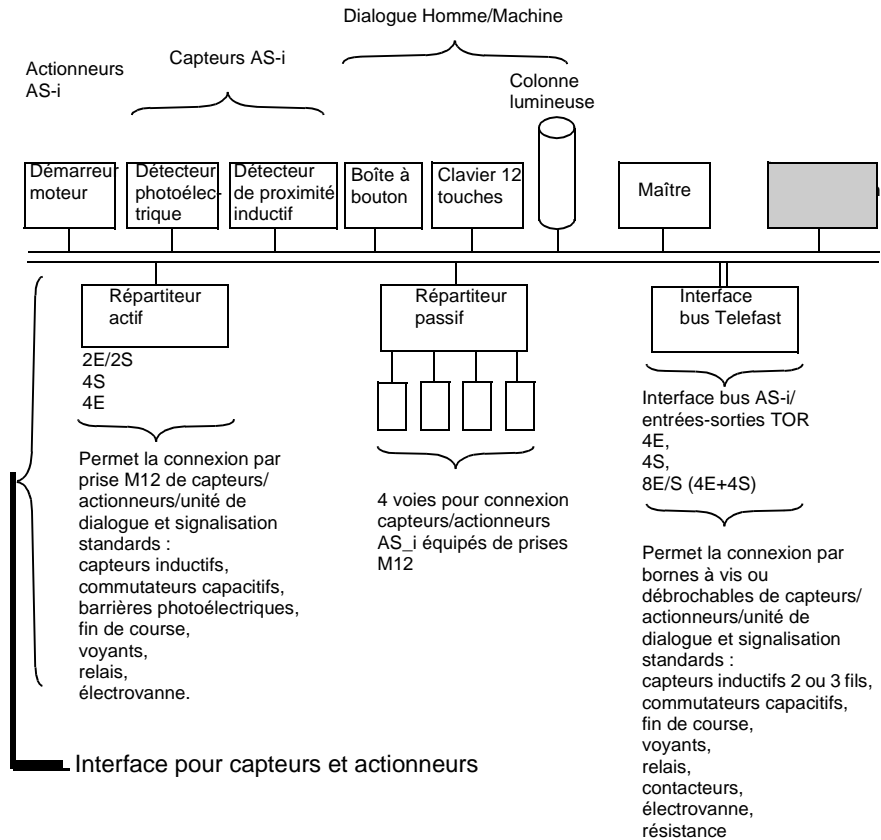 Dialogue Homme/Machine
Actionneurs
AS-i
Capteurs AS-i
Colonne
lumineuse
Démarreur
moteur
Détecteur
photoélec-
trique
Détecteur
de proximité
inductif
Boîte à
bouton
Clavier 12
touches
Maître
Répartiteur
actif
2E/2S
4S
4E
Permet la connexion par
prise M12 de capteurs/
actionneurs/unité de
dialogue et signalisation
standards :
capteurs inductifs,
commutateurs capacitifs,
barrières photoélectriques,
fin de course,
voyants,
relais,
électrovanne.
Répartiteur
passif
4 voies pour connexion
capteurs/actionneurs
AS_i équipés de prises
M12
Interface
bus Telefast
Interface bus AS-i/
entrées-sorties TOR
4E,
4S,
8E/S (4E+4S)
Permet la connexion par
bornes à vis ou
débrochables de capteurs/
actionneurs/unité de
dialogue et signalisation
standards :
capteurs inductifs 2 ou 3 fils,
commutateurs capacitifs,
fin de course,
voyants,
relais,
contacteurs,
électrovanne,
résistance
Interface pour capteurs et actionneurs